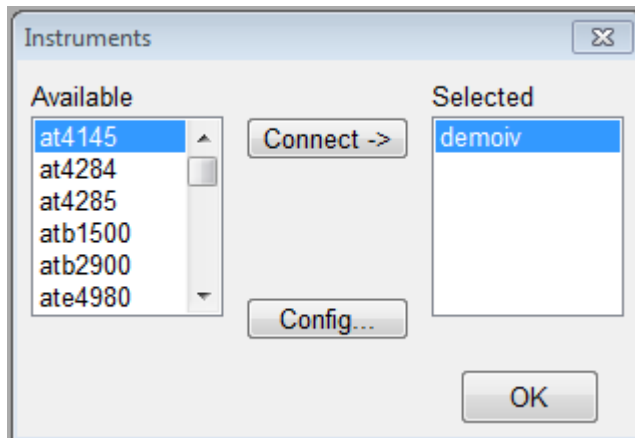 Instruments
Available
Selected
at4145
at4284
at4285
atb1500
atb2900
ate4980
Connect ->
Config...
demoiv
OK